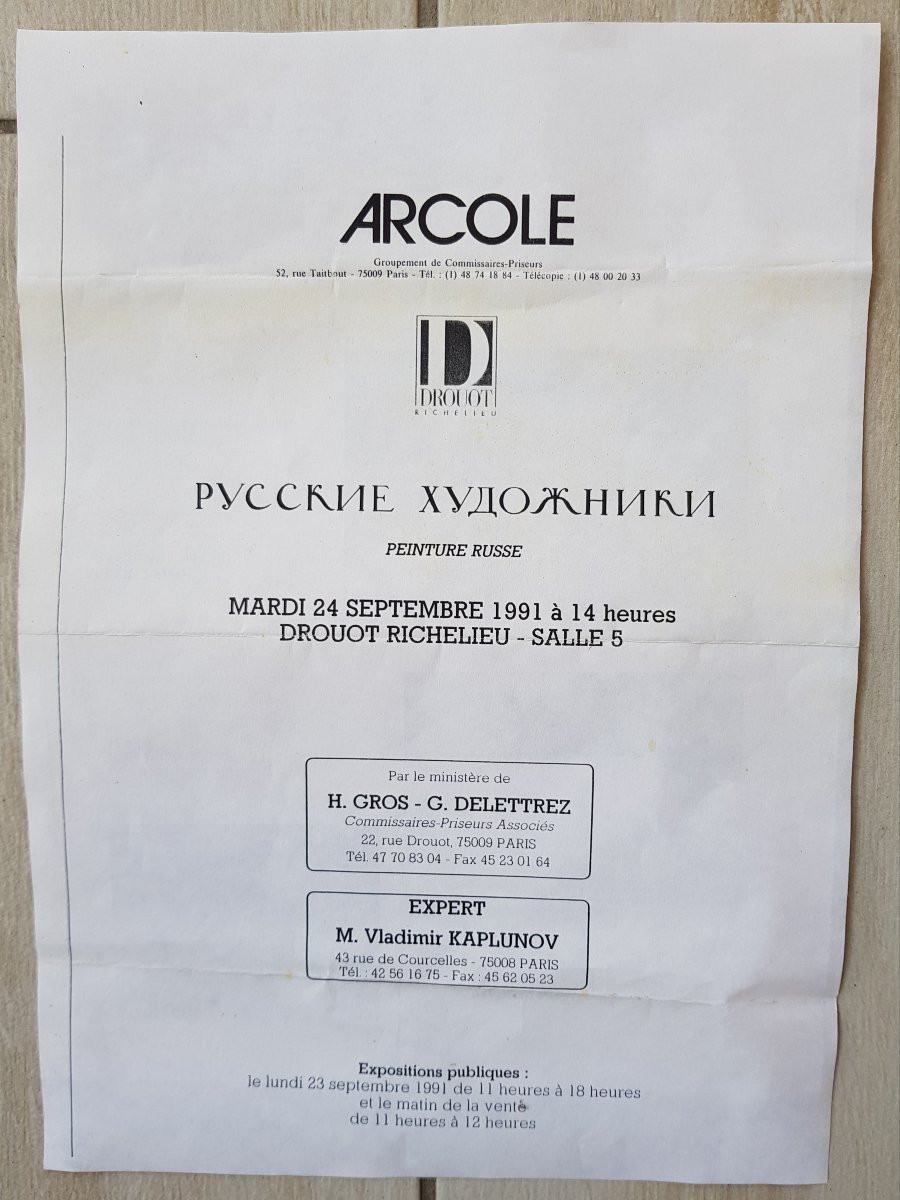 ARCOLE
Groupement de Commissaires-Priseurs
52, rue Taitbout - 75009 Paris - Tél. : (1) 48 74 18 84 - Télécopie : (1) 48 00 20 33
D
DROUOT
RICHELIEU
РУССКИЕ ХУДОЖНИКИ
PEINTURE RUSSE
MARDI 24 SEPTEMBRE 1991 à 14 heures
DROUOT RICHELIEU - SALLE 5
Par le ministère de
H. GROS - G. DELETTREZ
Commissaires-Priseurs Associés
22, rue Drouot, 75009 PARIS
Tél. 47 70 83 04 - Fax 45 23 01 64
EXPERT
M. Vladimir KAPLUNOV
43 rue de Courcelles - 75008 PARIS
Tél. : 42 56 16 75 - Fax : 45 62 05 23
Expositions publiques :
le lundi 23 septembre 1991 de 11 heures à 18 heures
et le matin de la vente
de 11 heures à 12 heures